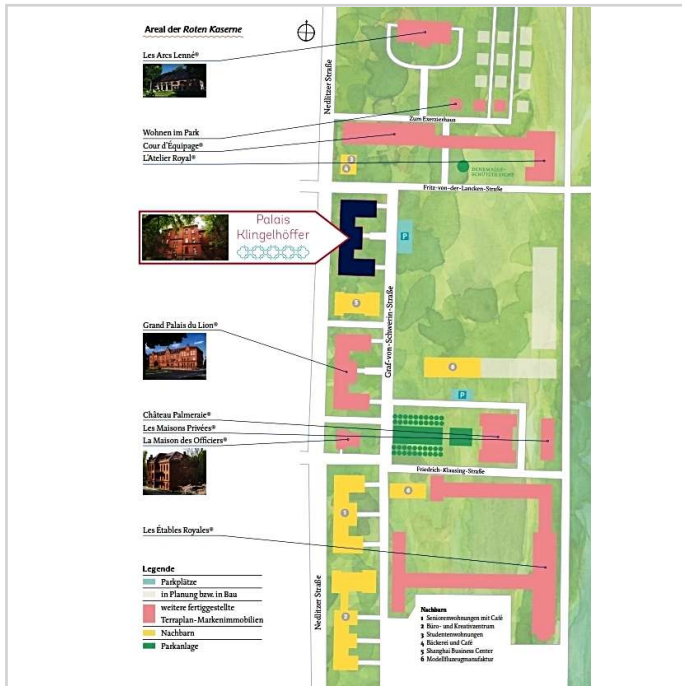 Areal der Roten Kaserne
Les Arcs Lenné®
Wohnen im Park
Cour d'Équipage®
L'Atelier Royal®
Palais
Klingelhöffer
Grand Palais du Lion®
Château Palmeraie®
Les Maisons Privées®
La Maison des Officiers®
Les Étables Royales®
Nedlitzer Straße
Zum Exerzierhaus
DENKMALGE-
SCHÜTZTE EICHE
Fritz-von-der-Lancken-Straße
P
Graf-von-Schwerin-Straße
P
Friedrich-Klausing-Straße
Nedlitzer Straße
Legende
Parkplätze
in Planung bzw. in Bau
weitere fertiggestellte
Terraplan-Markenimmobilien
Nachbarn
Parkanlage
Nachbarn
1 Seniorenwohnungen mit Café
2 Büro- und Kreativzentrum
3 Studentenwohnungen
4 Bäckerei und Café
5 Shanghai Business Center
6 Modellflugzeugmanufaktur